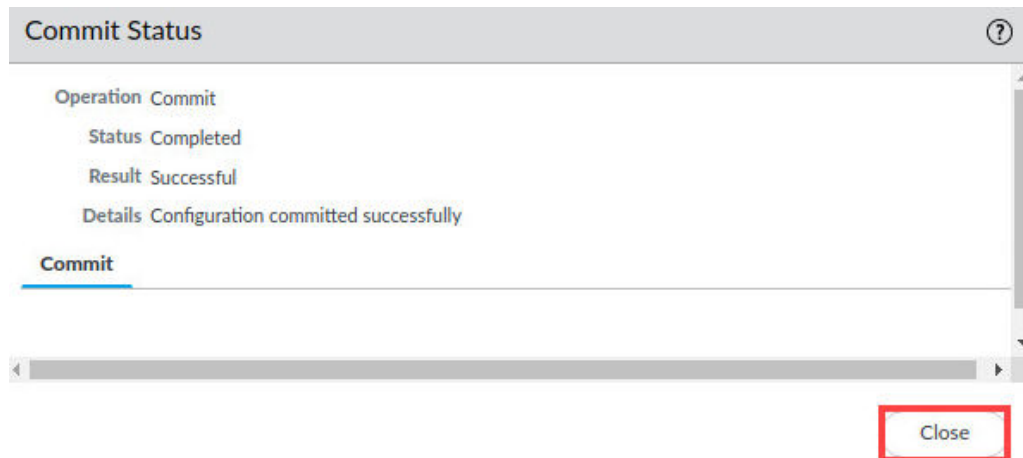 Commit Status
Operation Commit
Status Completed
Result Successful
Details Configuration committed successfully
Commit
Close